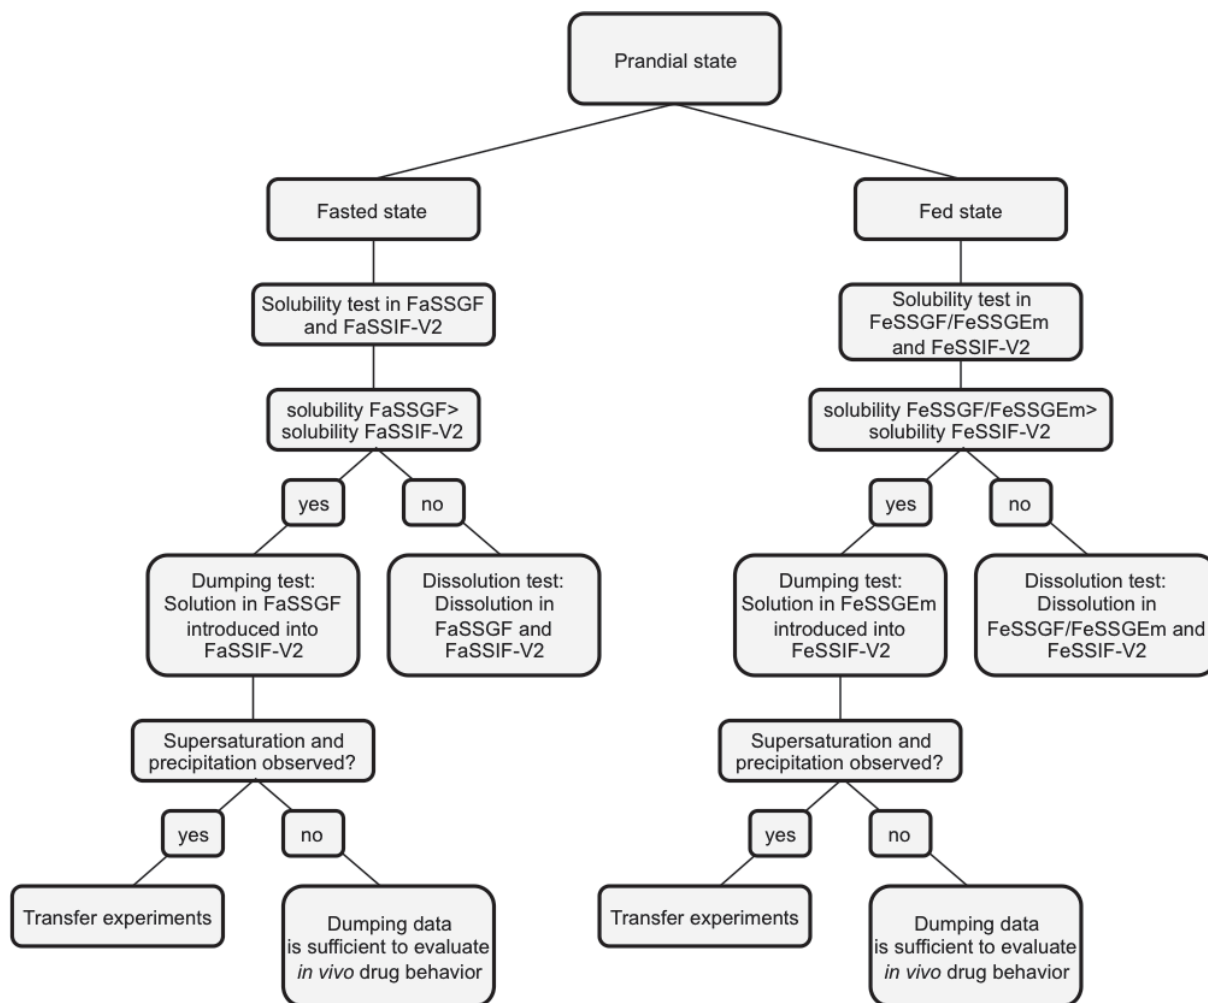 Prandial state
Fasted state
Fed state
Solubility test in FaSSGF
and FaSSIF-V2
Solubility test in
FeSSGF/FeSSGEm
and FeSSIF-V2
solubility FaSSGF>
solubility FaSSIF-V2
solubility FeSSGF/FeSSGEm>
solubility FeSSIF-V2
yes
no
yes
no
Dumping test:
Solution in FaSSGF
introduced into
FaSSIF-V2
Dissolution test:
Dissolution in
FaSSGF and
FaSSIF-V2
Dumping test:
Solution in FeSSGEm
introduced into
FeSSIF-V2
Dissolution test:
Dissolution in
FeSSGF/FeSSGEm and
FeSSIF-V2
Supersaturation and
precipitation observed?
Supersaturation and
precipitation observed?
yes
no
yes
no
Transfer experiments
Dumping data
is sufficient to evaluate
in vivo drug behavior
Transfer experiments
Dumping data
is sufficient to evaluate
in vivo drug behavior